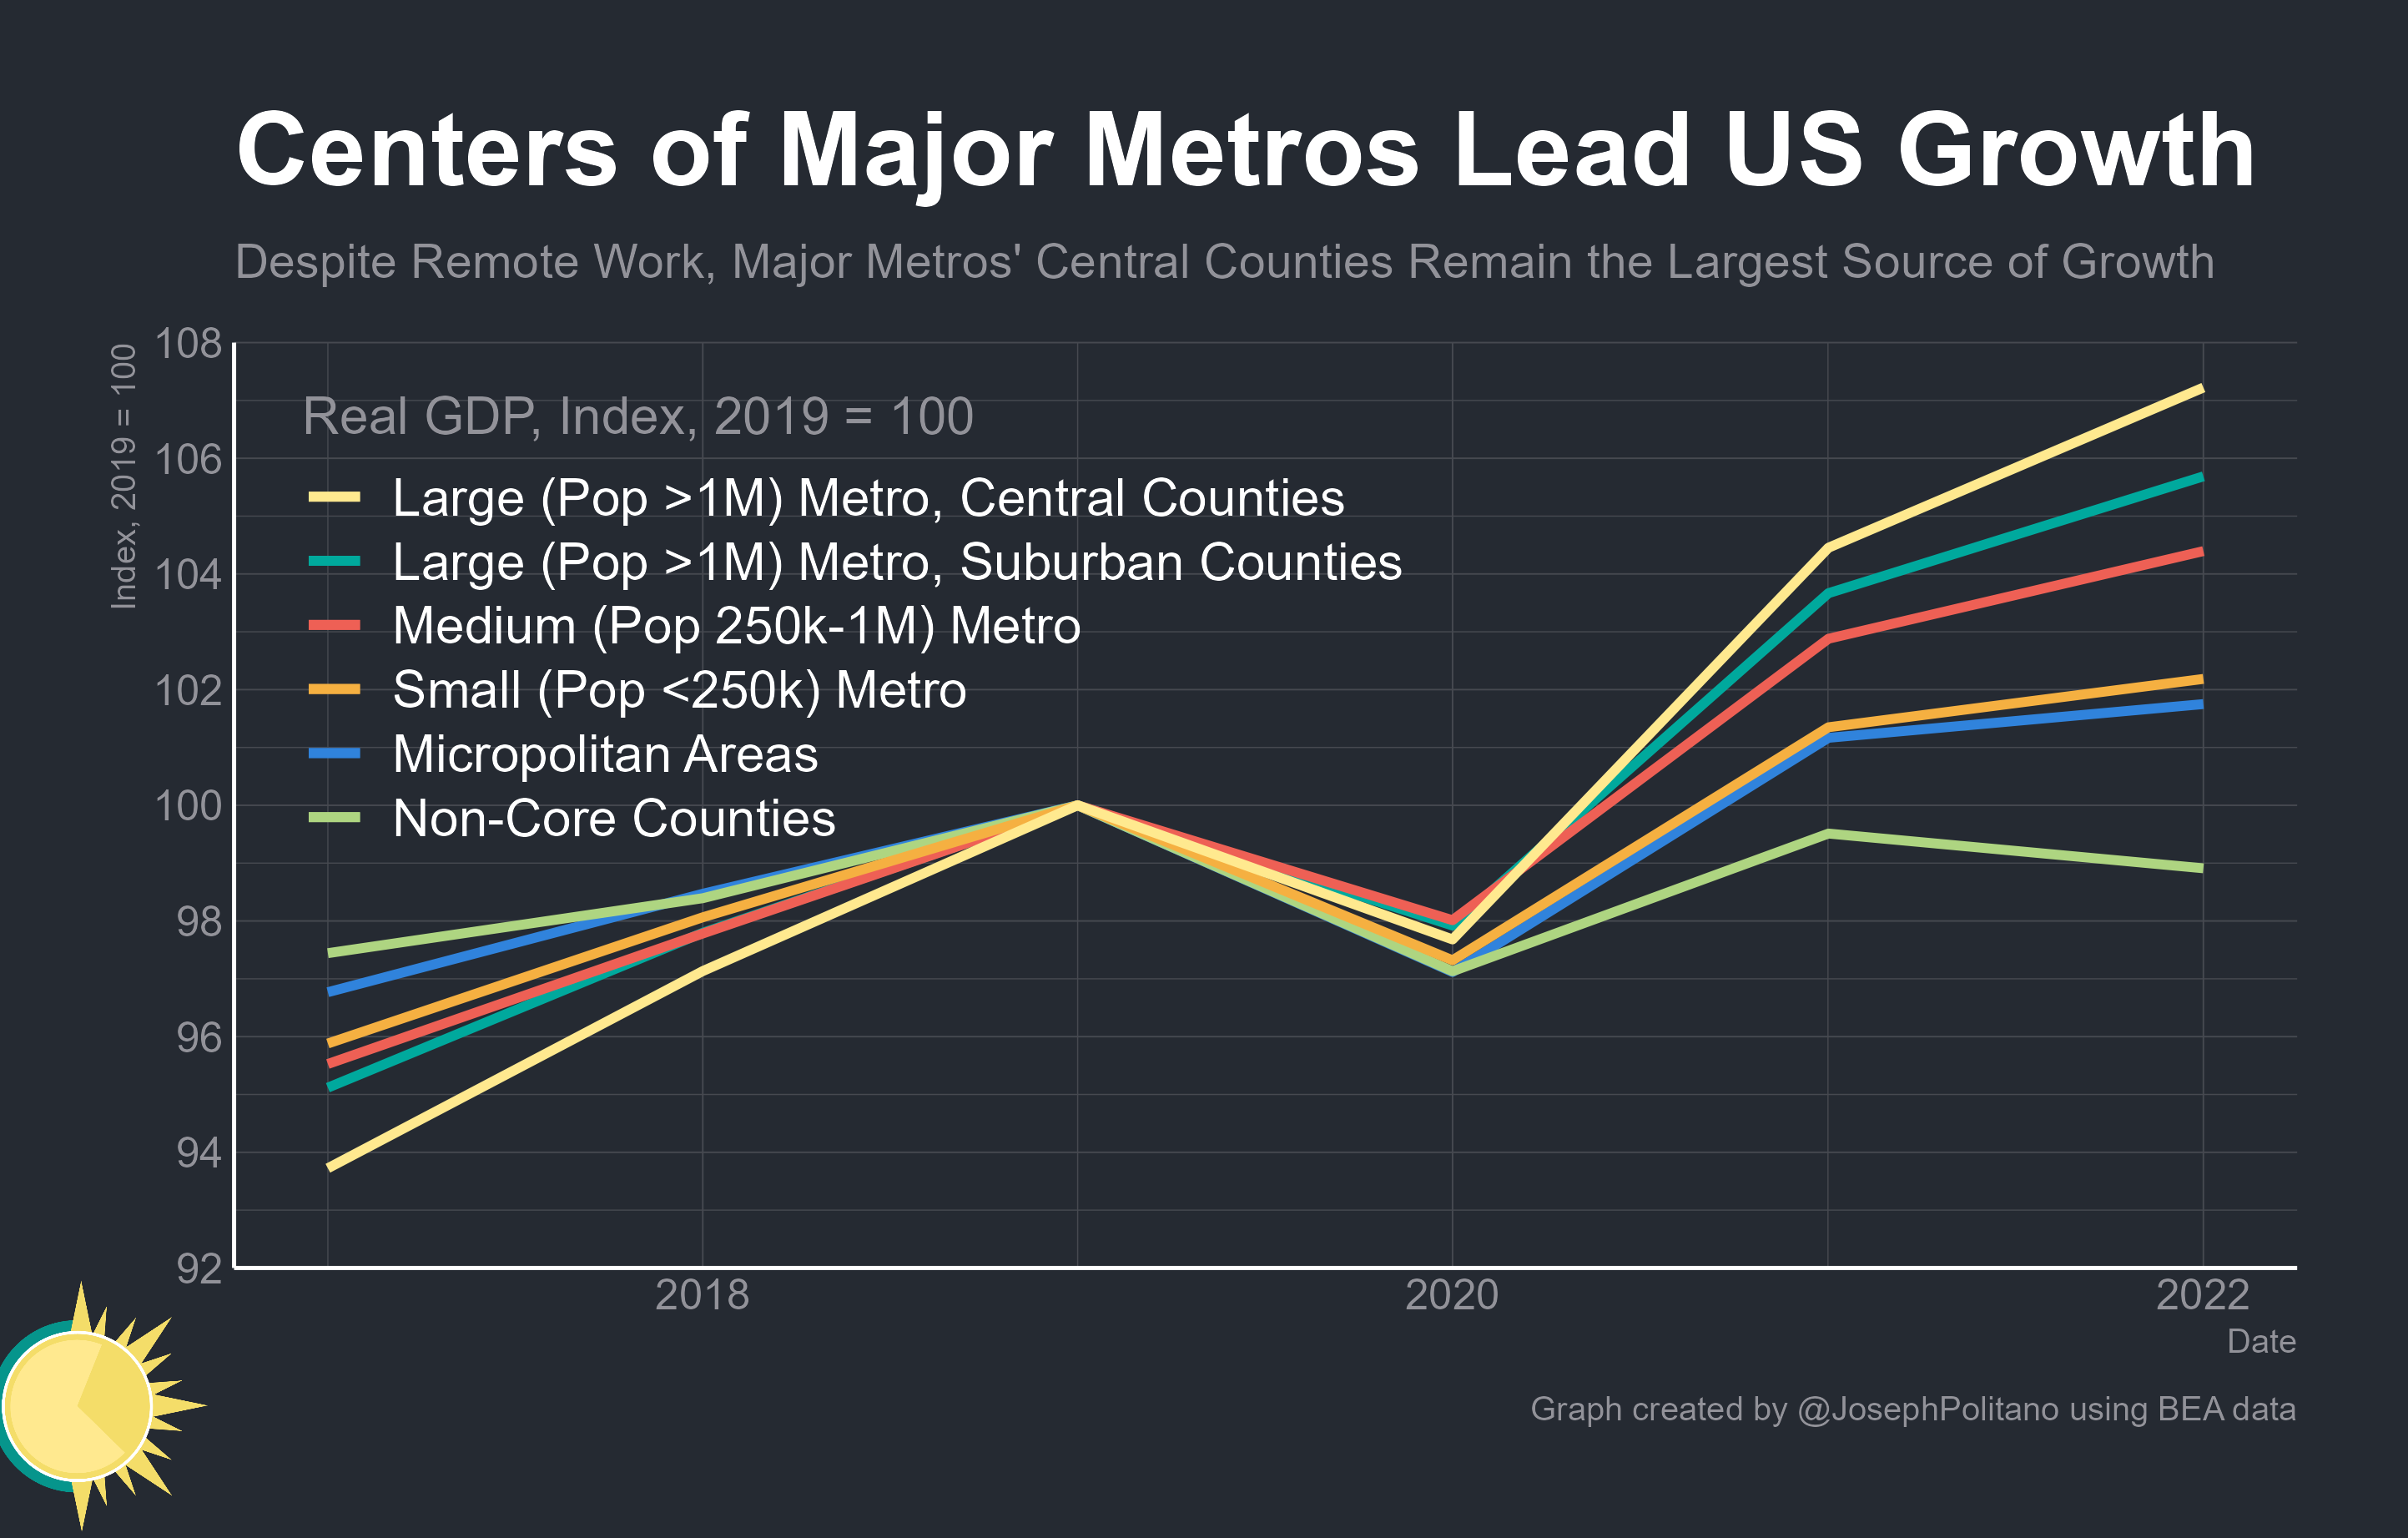 Centers of Major Metros Lead US Growth
Despite Remote Work, Major Metros' Central Counties Remain the Largest Source of Growth
Index, 2019 = 100
108
106
104
102
100
98
96
94
92
Real GDP, Index, 2019 = 100
Large (Pop >1M) Metro, Central Counties
Large (Pop >1M) Metro, Suburban Counties
Medium (Pop 250k-1M) Metro
Small (Pop <250k) Metro
Micropolitan Areas
Non-Core Counties
2018
2020
2022
Date
Graph created by @JosephPolitano using BEA data